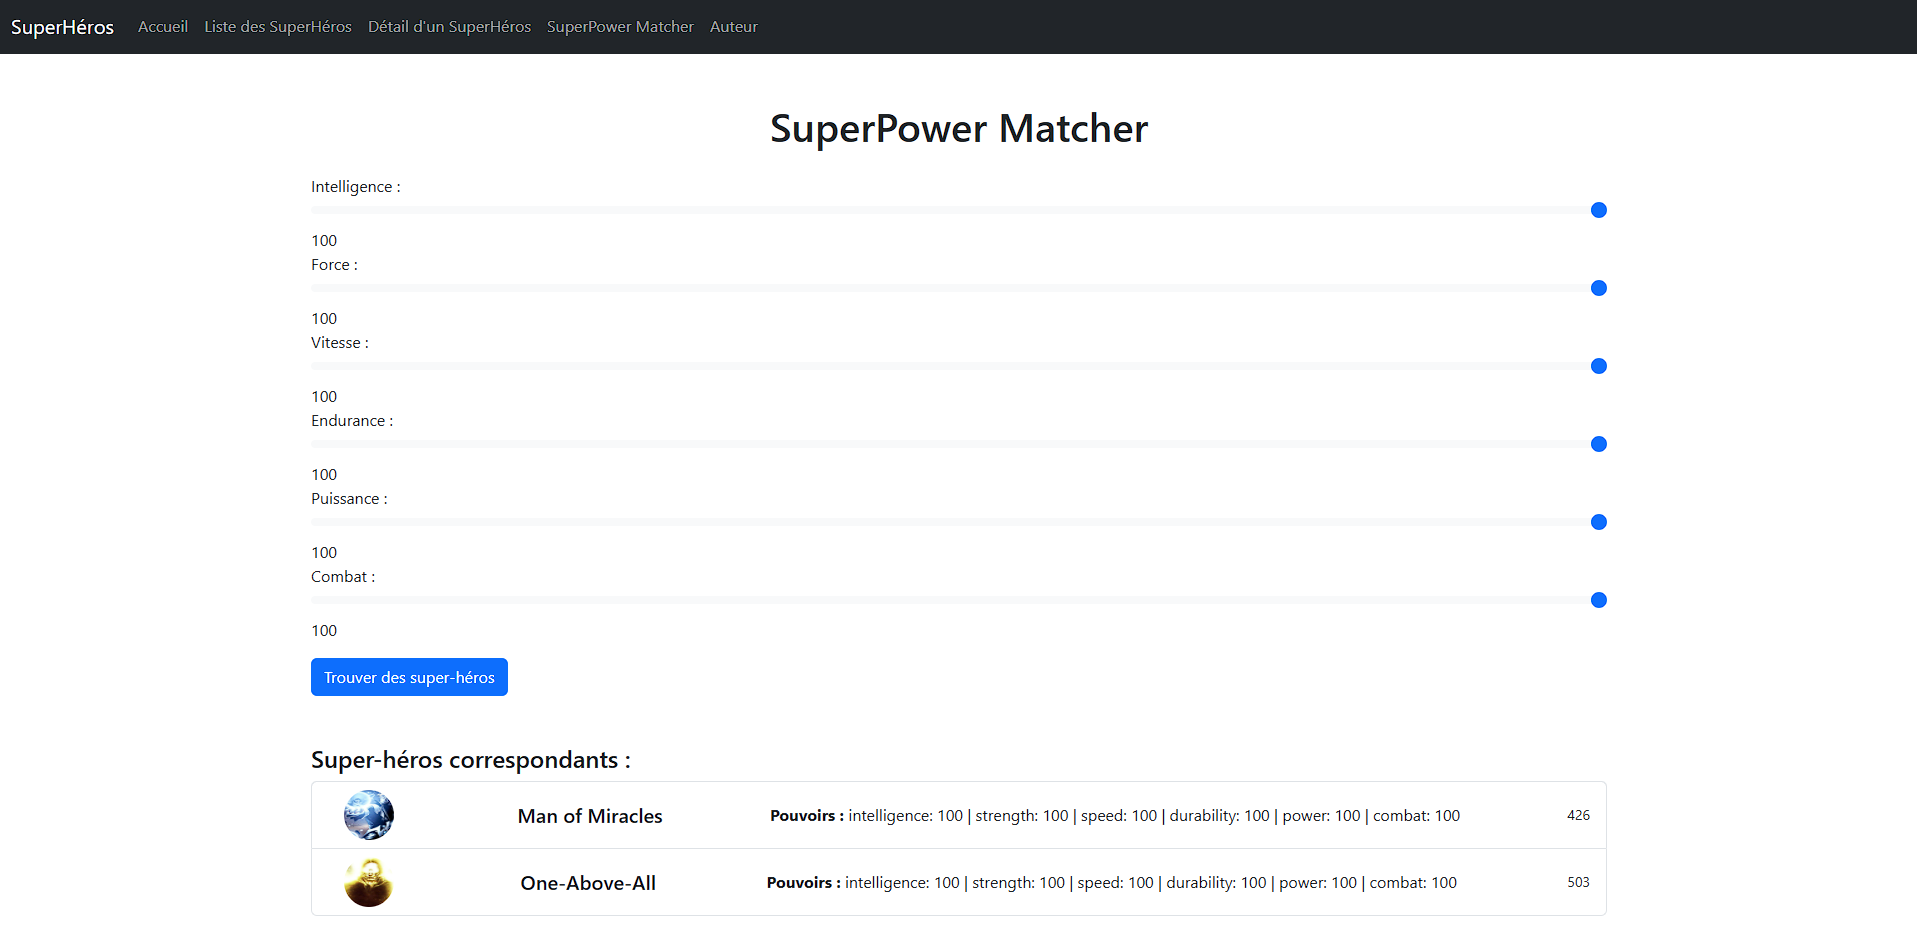 SuperHéros Accueil Liste des SuperHéros Détail d'un SuperHéros SuperPower Matcher Auteur
SuperPower Matcher
Intelligence :
100
Force :
100
Vitesse :
100
Endurance :
100
Puissance :
100
Combat :
100
Trouver des super-héros
Super-héros correspondants :
Man of Miracles Pouvoirs : intelligence: 100 | strength: 100 | speed: 100 | durability: 100 | power: 100 | combat: 100 426
One-Above-All Pouvoirs : intelligence: 100 | strength: 100 | speed: 100 | durability: 100 | power: 100 | combat: 100 503